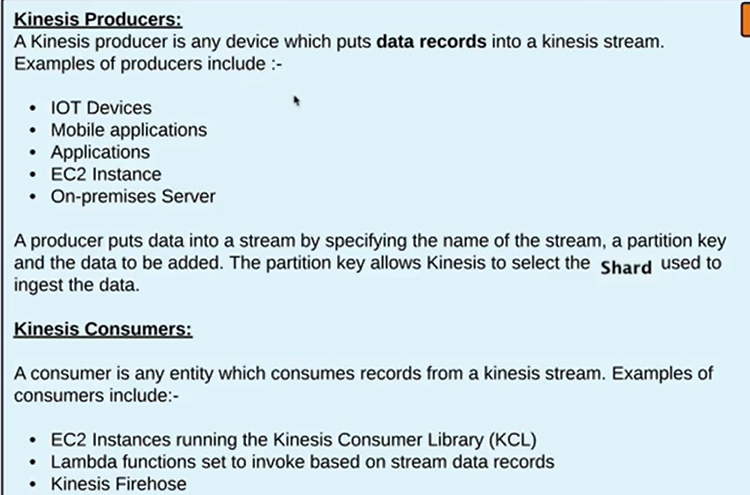 Kinesis Producers:
A Kinesis producer is any device which puts data records into a kinesis stream.
Examples of producers include :-
• IOT Devices
• Mobile applications
• Applications
• EC2 Instance
• On-premises Server
A producer puts data into a stream by specifying the name of the stream, a partition key
and the data to be added. The partition key allows Kinesis to select the Shard used to
ingest the data.
Kinesis Consumers:
A consumer is any entity which consumes records from a kinesis stream. Examples of
consumers include:-
• EC2 Instances running the Kinesis Consumer Library (KCL)
• Lambda functions set to invoke based on stream data records
• Kinesis Firehose